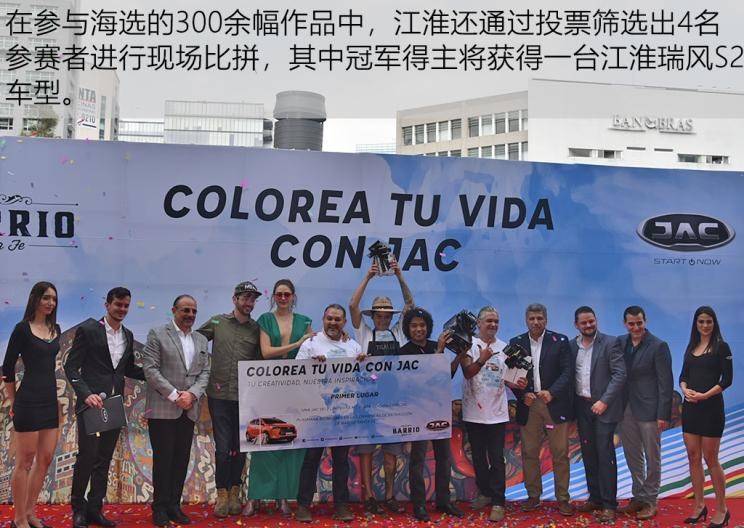 在参与海选的300余幅作品中，江淮还通过投票筛选出4名
参赛者进行现场比拼，其中冠军得主将获得一台江淮瑞风S2
车型。
BANOBRAS
COLOREA TU VIDA
CON JAC
BARRIO
Fe
JAC
START NOW
COLOREA TU VIDA CON JAC
TU CREATIVIDAD, NUESTRA INSPIRACIÓN
PRIMER LUGAR
BARRIO
JAC